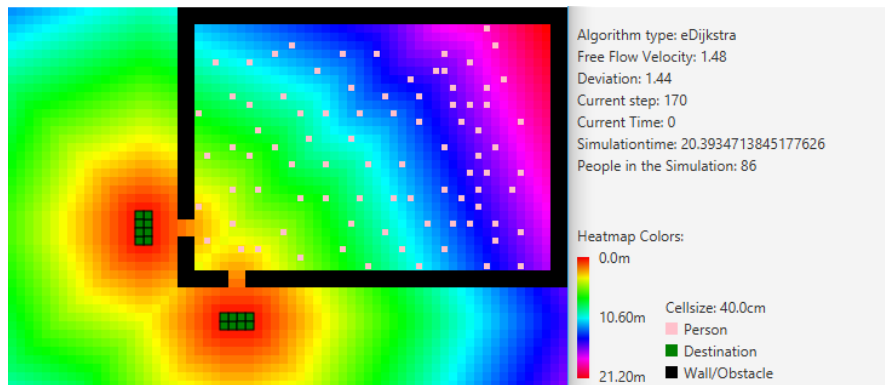 Algorithm type: eDijkstra
Free Flow Velocity: 1.48
Deviation: 1.44
Current step: 170
Current Time: 0
Simulationtime: 20.3934713845177626
People in the Simulation: 86
Heatmap Colors:
0.0m
10.60m
21.20m
Cellsize: 40.0cm
Person
Destination
Wall/Obstacle